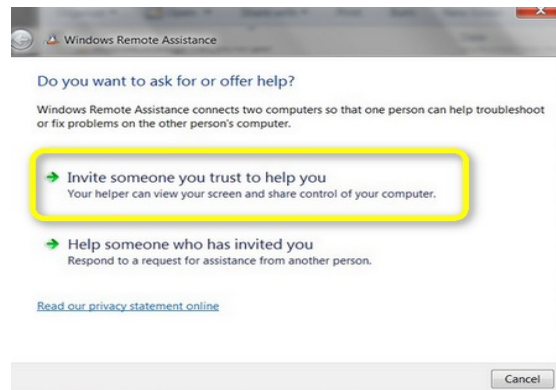 Windows Remote Assistance
Do you want to ask for or offer help?
Windows Remote Assistance connects two computers so that one person can help troubleshoot
or fix problems on the other person's computer.
Invite someone you trust to help you
Your helper can view your screen and share control of your computer.
Help someone who has invited you
Respond to a request for assistance from another person.
Read our privacy statement online
Cancel